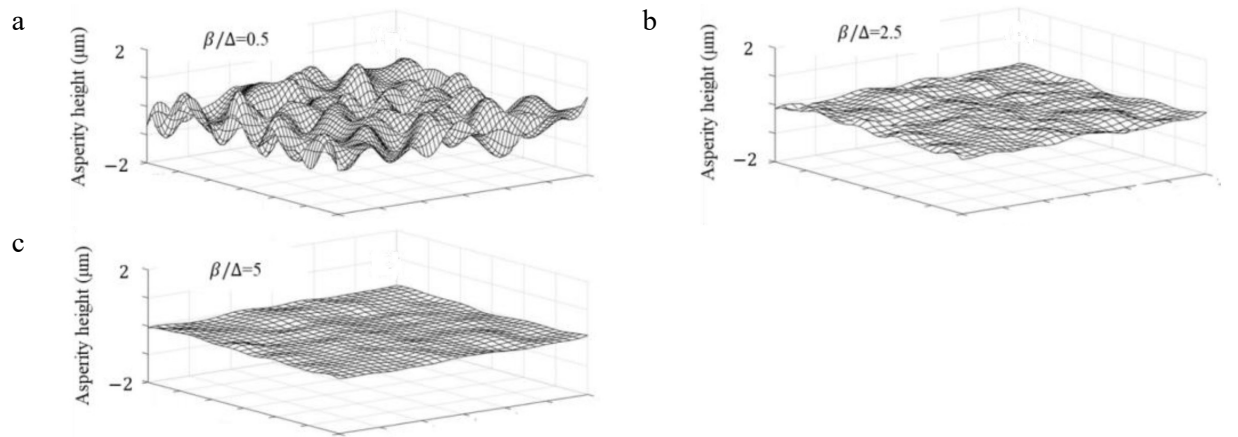 a
β/Δ=0.5
2
Asperity height (μm)
−2
b
β/Δ=2.5
2
Asperity height (μm)
−2
c
β/Δ=5
2
Asperity height (μm)
−2